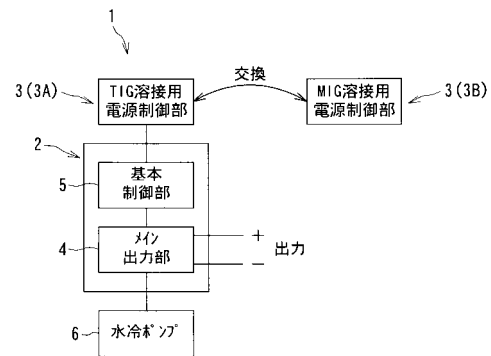 1
交換
3(3A)
TIG溶接用
電源制御部
MIG溶接用
電源制御部
3(3B)
2
5
基本
制御部
4
ﾒｲﾝ
出力部
+
出力
−
6
水冷ﾎﾟﾝﾌﾟ